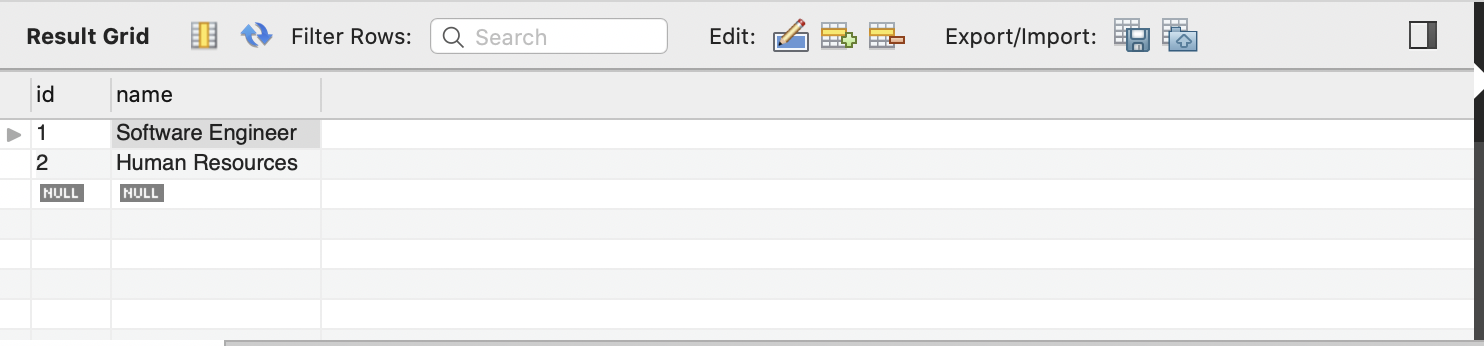 Result Grid Filter Rows: Search Edit: Export/Import:
id name
1 Software Engineer
2 Human Resources
NULL NULL